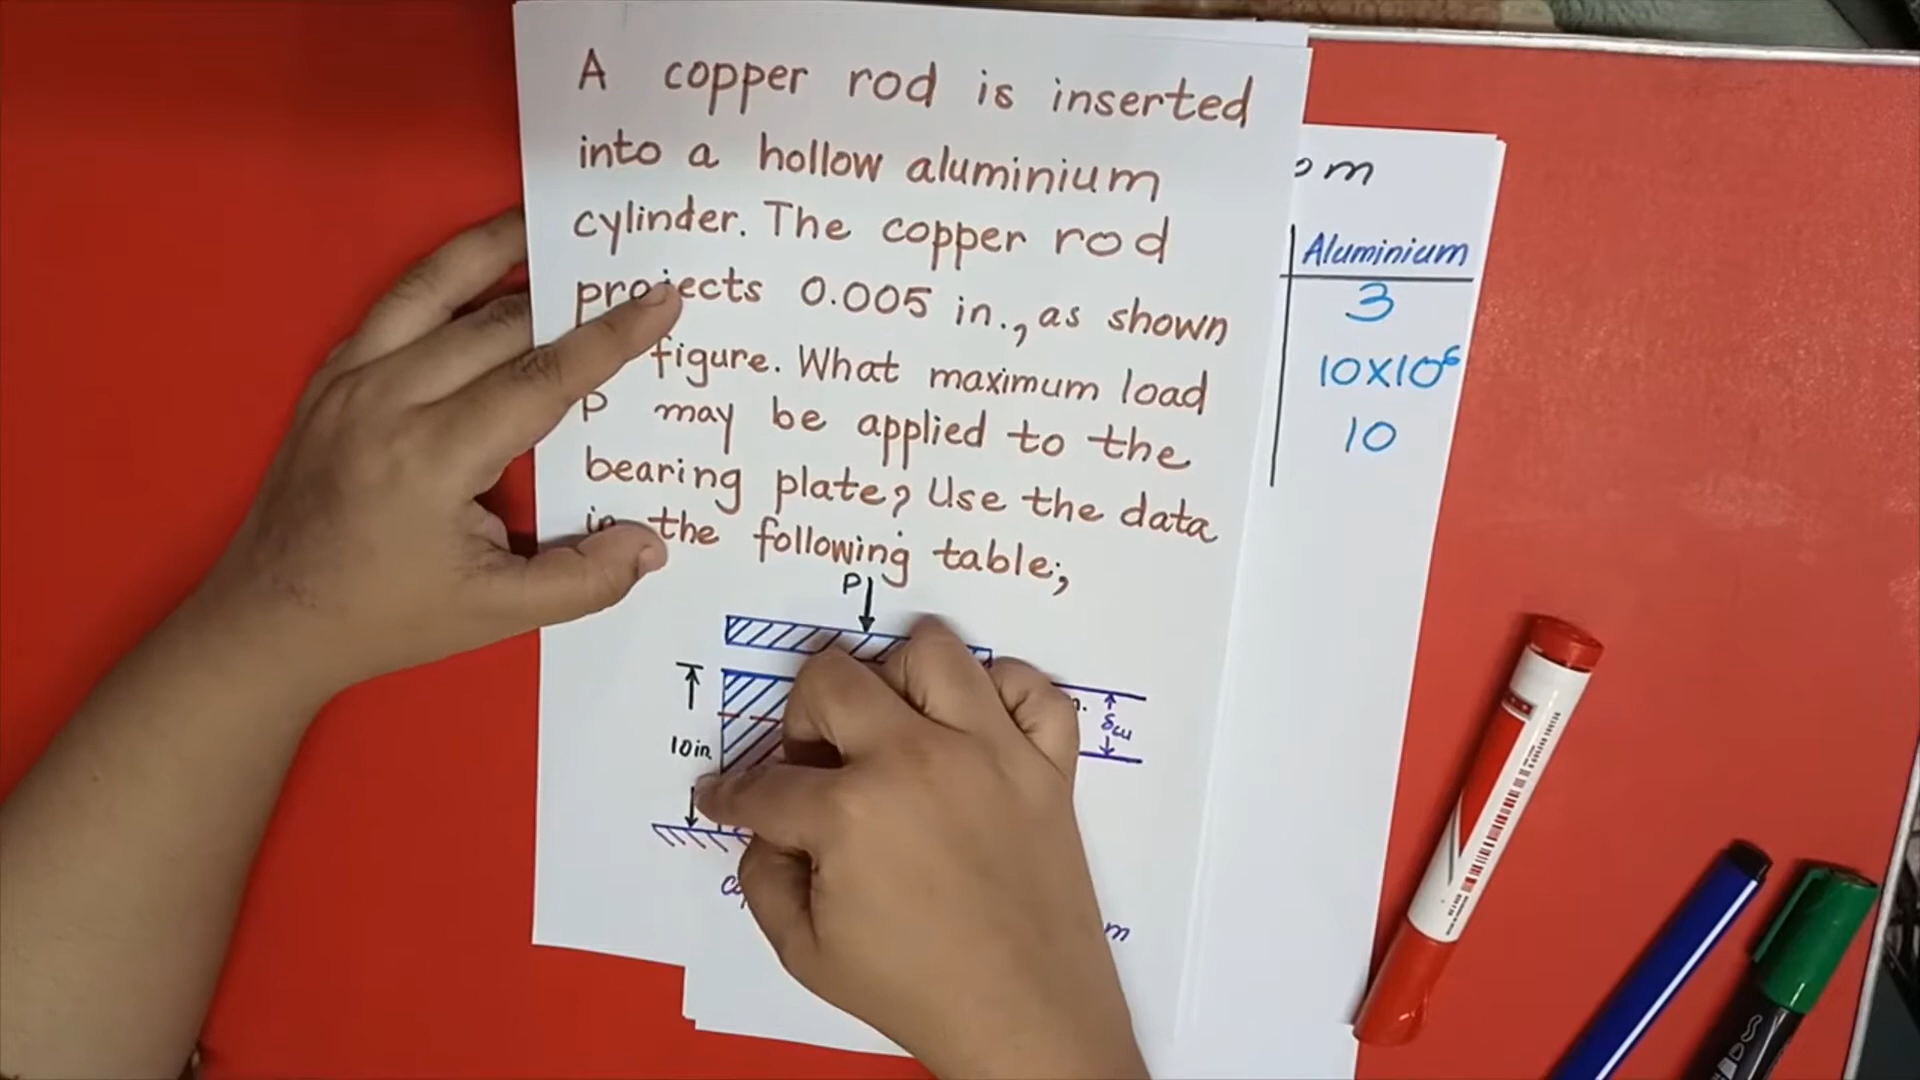 A copper rod is inserted
into a hollow aluminium
cylinder. The copper rod
projects 0.005 in., as shown
figure. What maximum load
P may be applied to the
bearing plate? Use the data
in the following table;
P
10in
δcu
om
Aluminium
3
10X10⁶
10